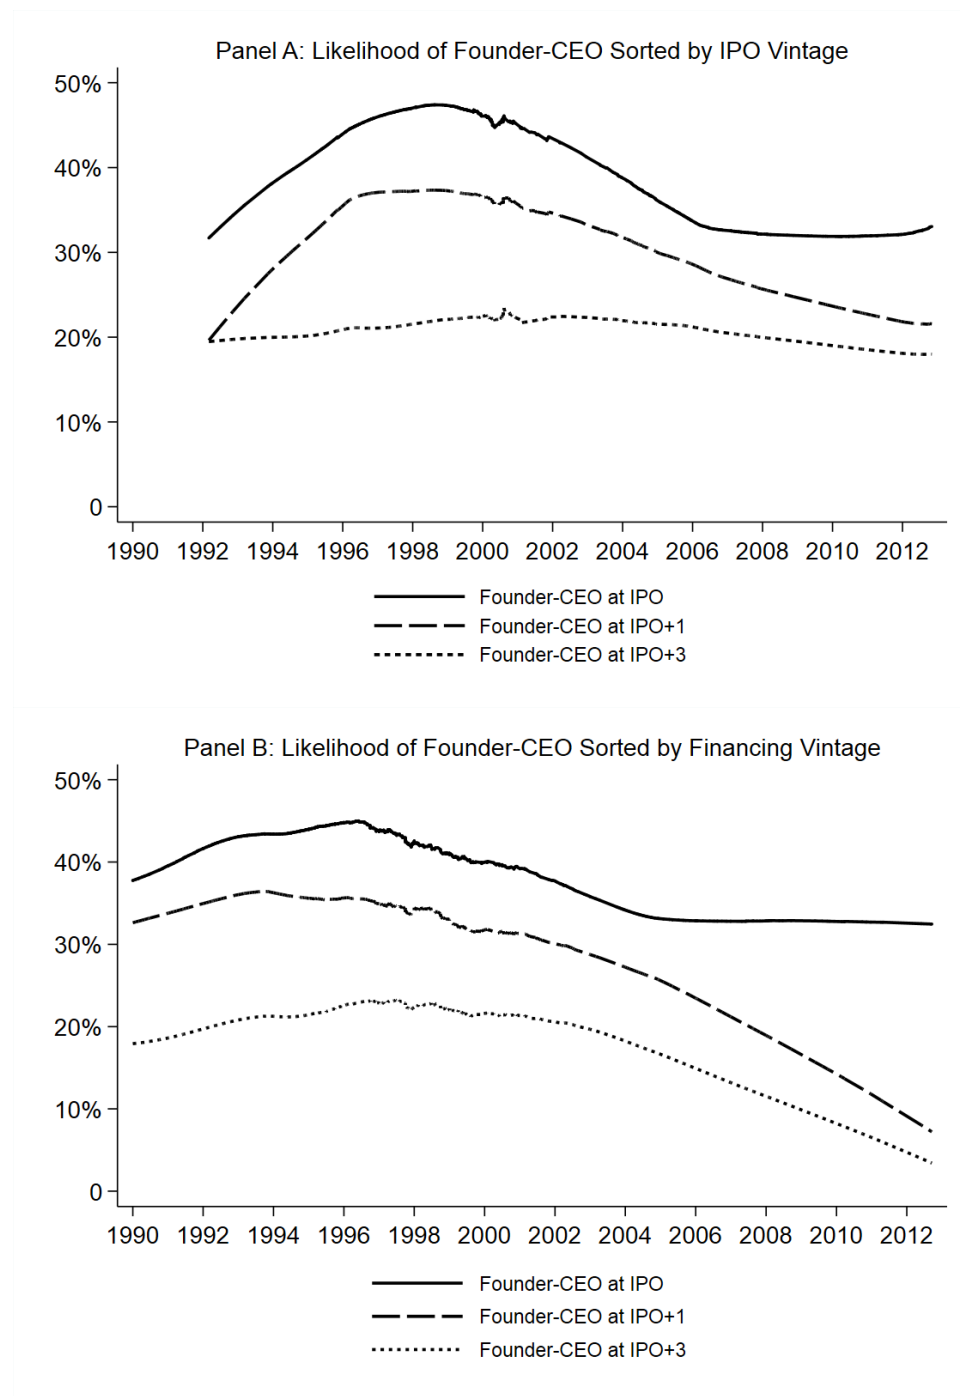 Panel A: Likelihood of Founder-CEO Sorted by IPO Vintage
50%
40%
30%
20%
10%
0
1990 1992 1994 1996 1998 2000 2002 2004 2006 2008 2010 2012
Founder-CEO at IPO
Founder-CEO at IPO+1
Founder-CEO at IPO+3
Panel B: Likelihood of Founder-CEO Sorted by Financing Vintage
50%
40%
30%
20%
10%
0
1990 1992 1994 1996 1998 2000 2002 2004 2006 2008 2010 2012
Founder-CEO at IPO
Founder-CEO at IPO+1
Founder-CEO at IPO+3